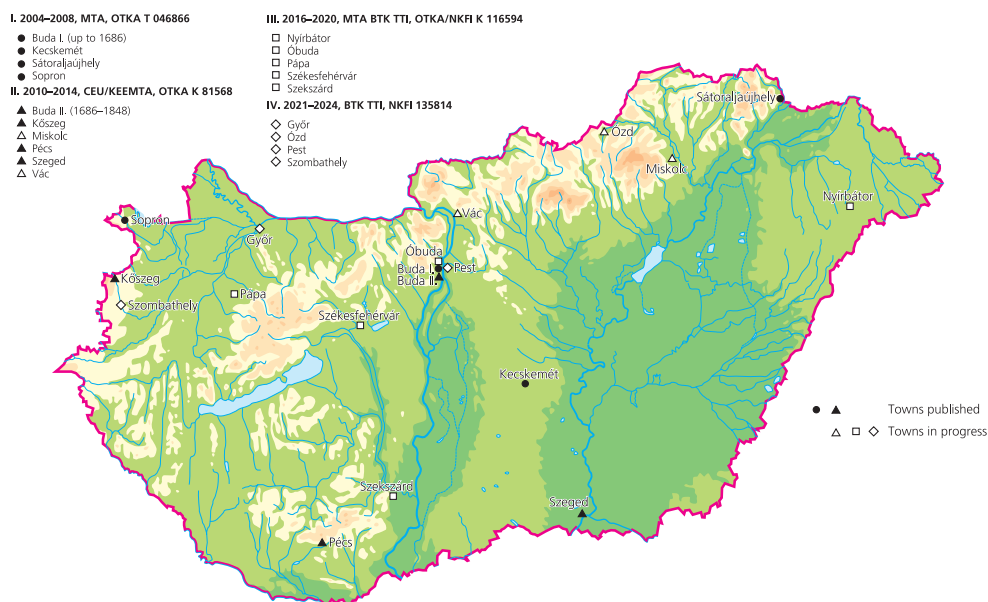 I. 2004–2008, MTA, OTKA T 046866
Buda I. (up to 1686)
Kecskemét
Sátoraljaújhely
Sopron
II. 2010–2014, CEU/KEEMTA, OTKA K 81568
Buda II. (1686–1848)
Kőszeg
Miskolc
Pécs
Szeged
Vác
III. 2016–2020, MTA BTK TTI, OTKA/NKFI K 116594
Nyírbátor
Óbuda
Pápa
Székesfehérvár
Szekszárd
IV. 2021–2024, BTK TTI, NKFI 135814
Győr
Ózd
Pest
Szombathely
Sátoraljaújhely
Ózd
Miskolc
Nyírbátor
Vác
Sopron
Győr
Óbuda
Buda I.
Pest
Buda II.
Kőszeg
Pápa
Szombathely
Székesfehérvár
Kecskemét
Towns published
Towns in progress
Szekszárd
Szeged
Pécs